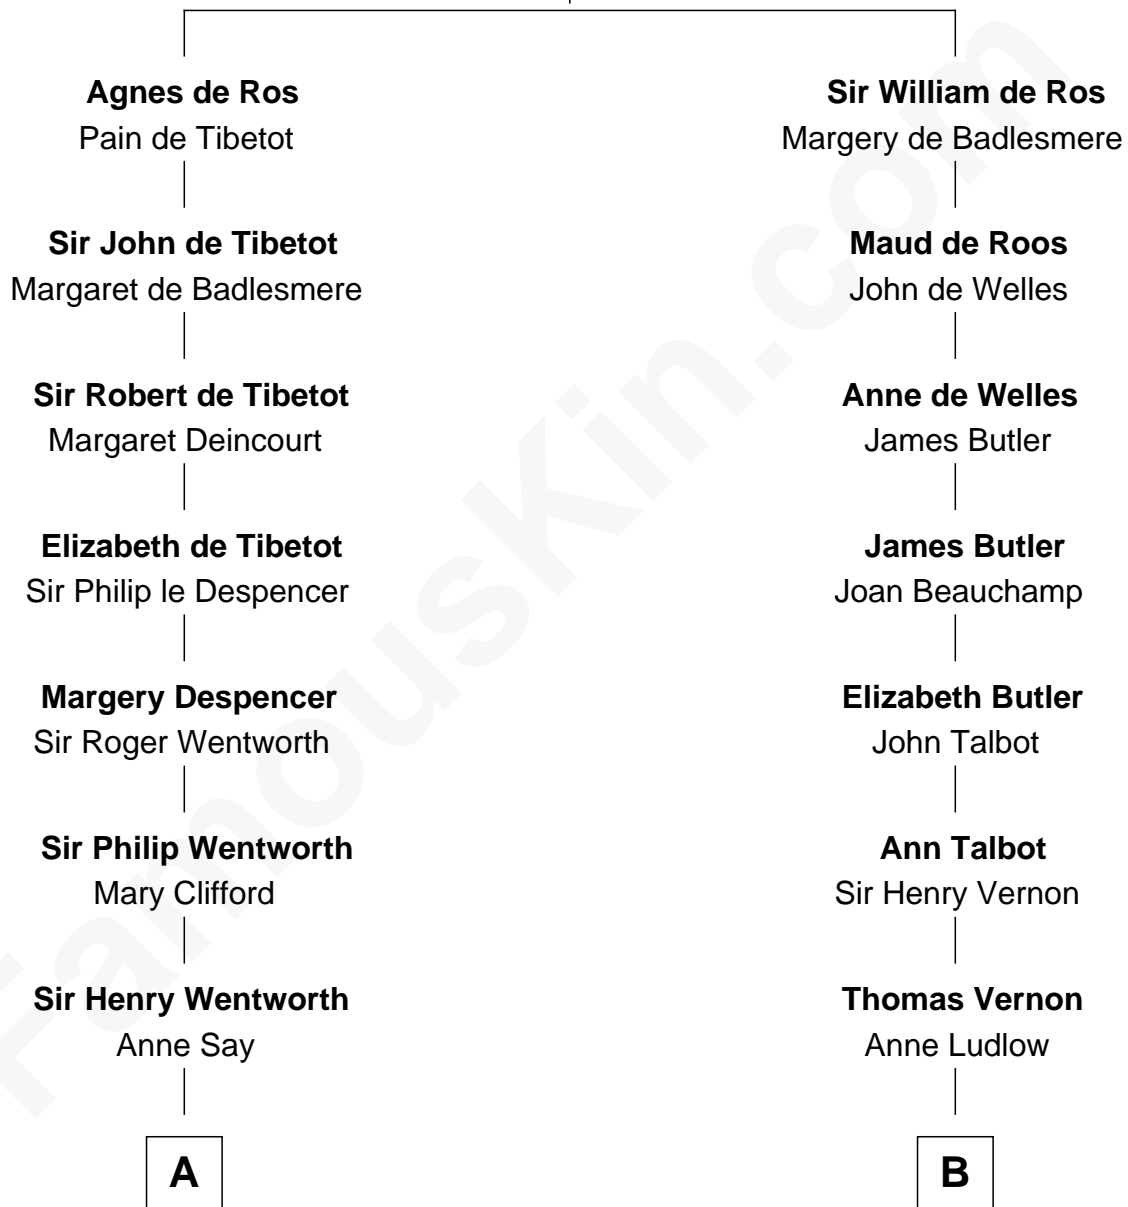 Agnes de Ros
Pain de Tibetot
Sir John de Tibetot
Margaret de Badlesmere
Sir Robert de Tibetot
Margaret Deincourt
Elizabeth de Tibetot
Sir Philip le Despencer
Margery Despencer
Sir Roger Wentworth
Sir Philip Wentworth
Mary Clifford
Sir Henry Wentworth
Anne Say
A
Sir William de Ros
Margery de Badlesmere
Maud de Roos
John de Welles
Anne de Welles
James Butler
James Butler
Joan Beauchamp
Elizabeth Butler
John Talbot
Ann Talbot
Sir Henry Vernon
Thomas Vernon
Anne Ludlow
B
FamousKin.com